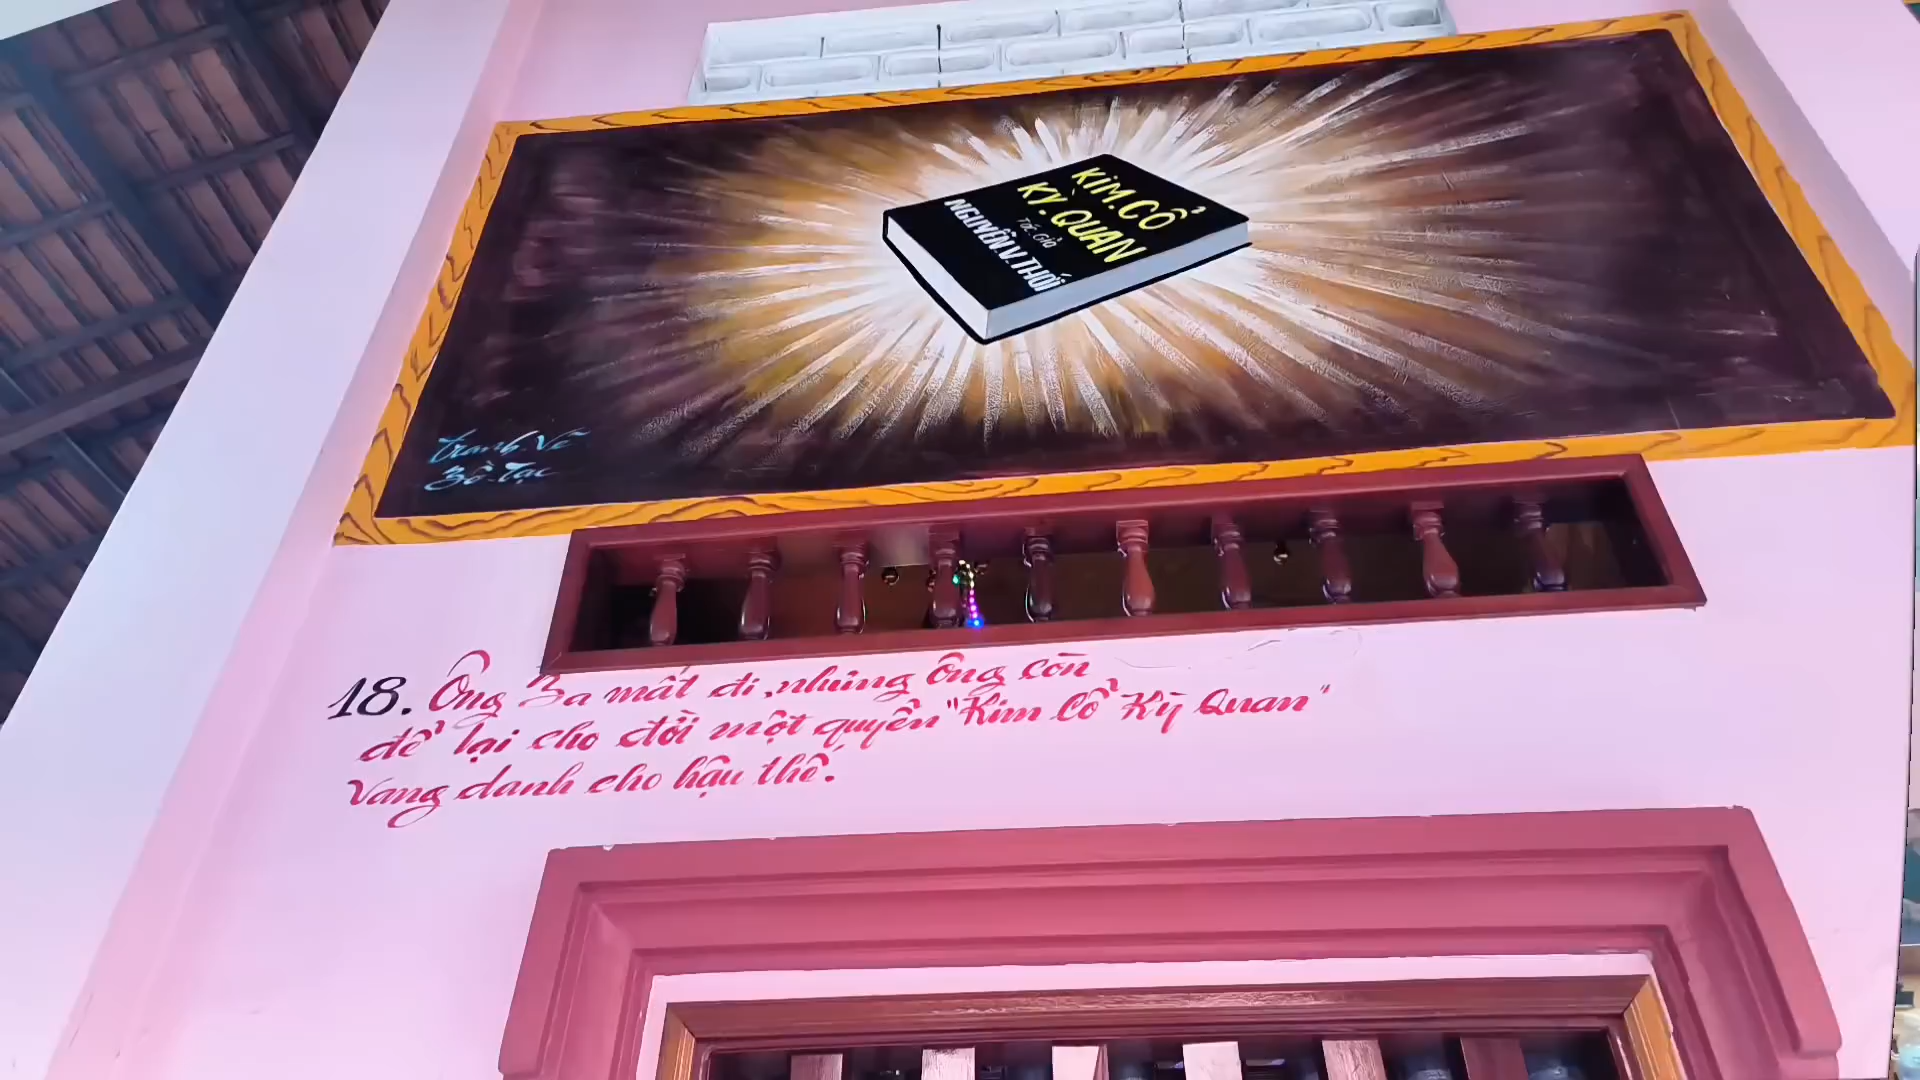 KIM.CỔ
KỲ.QUAN
Tác.Giả
NGUYỄN.V.THỚI
Tranh.Vẽ
Bồ.Tạc
18. Ông Ba mất đi, nhưng ông còn
để lại cho đời một quyển "Kim Cổ Kỳ Quan"
Vang danh cho hậu thế.